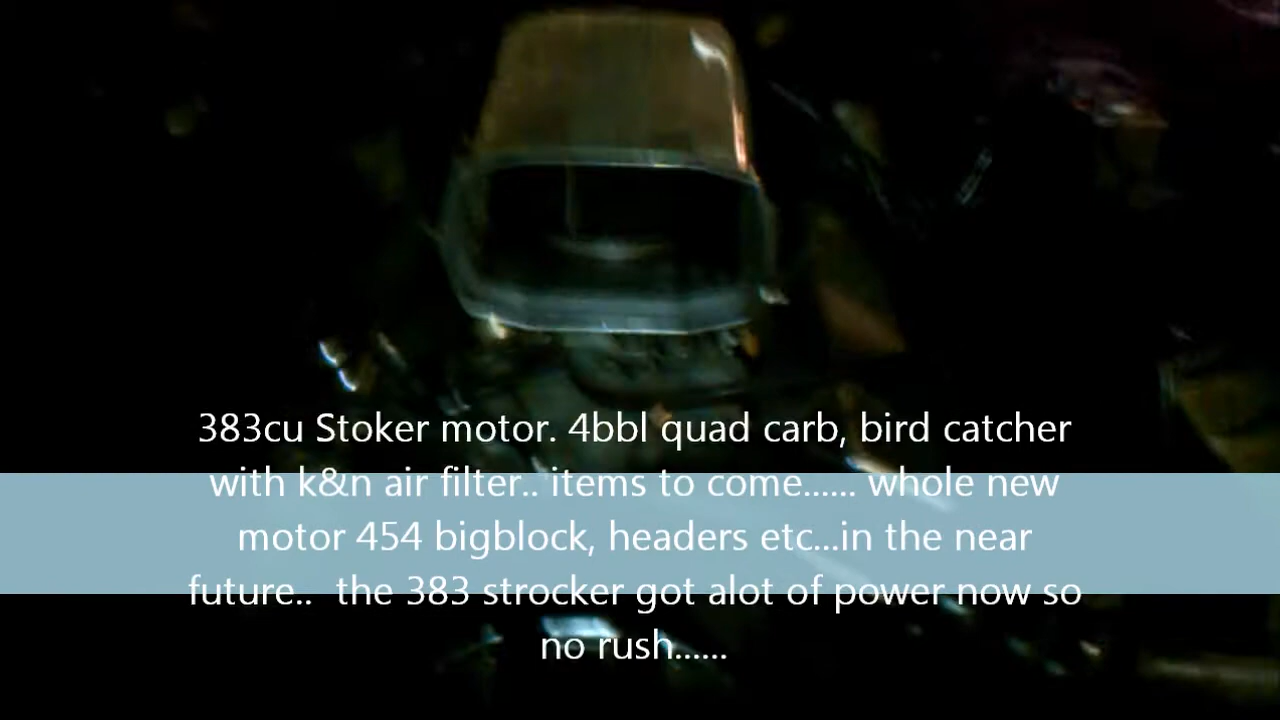 383cu Stoker motor. 4bbl quad carb, bird catcher
with k&n air filter.. items to come...... whole new
motor 454 bigblock, headers etc...in the near
future..  the 383 strocker got alot of power now so
no rush......